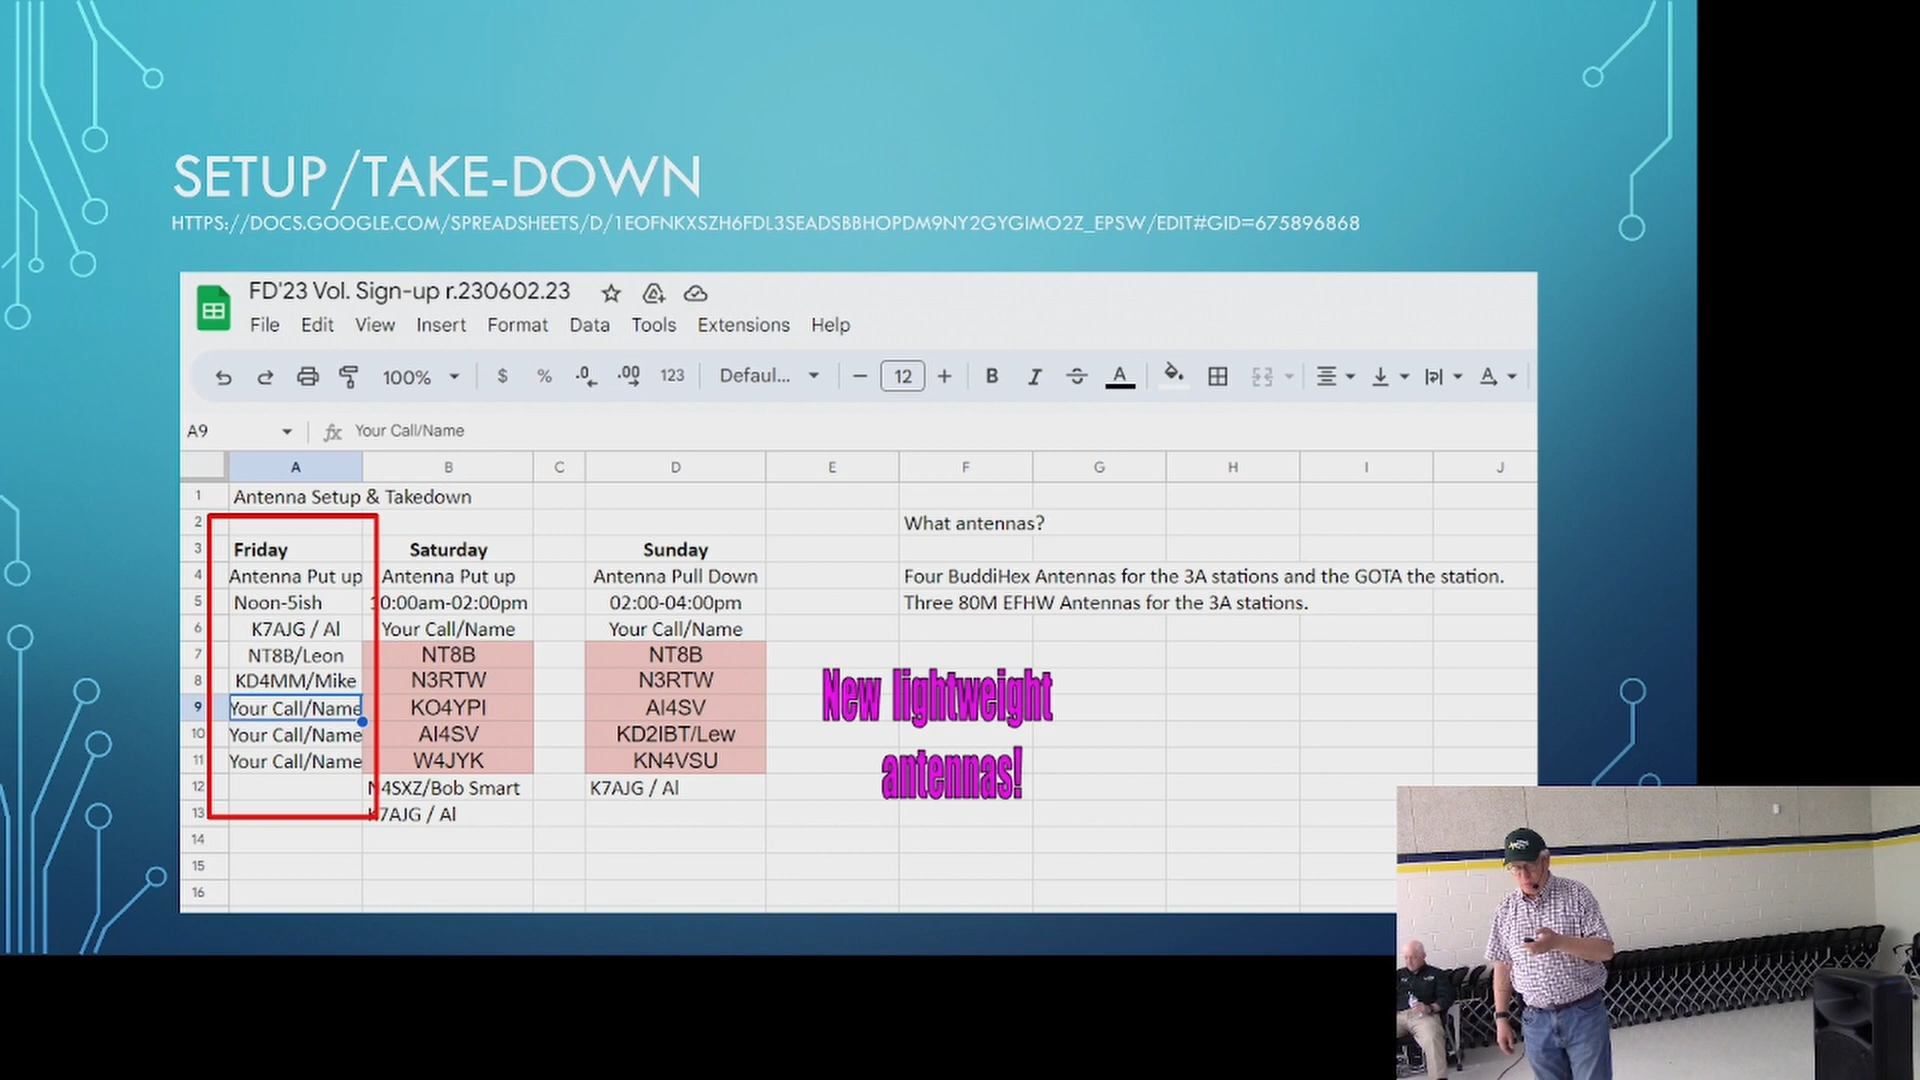 SETUP/TAKE-DOWN
HTTPS://DOCS.GOOGLE.COM/SPREADSHEETS/D/1EOFNKXSZH6FDL3SEADSBBHOPDM9NY2GYGIMO2Z_EPSW/EDIT#GID=675896868
FD'23 Vol. Sign-up r.230602.23
File Edit View Insert Format Data Tools Extensions Help
100% $ % .0 .00 123 Defaul... 12 B I A A
A9 fx Your Call/Name
A B C D E F G H I J
1 Antenna Setup & Takedown
2 What antennas?
3 Friday Saturday Sunday
4 Antenna Put up Antenna Put up Antenna Pull Down Four BuddiHex Antennas for the 3A stations and the GOTA the station.
5 Noon-5ish 10:00am-02:00pm 02:00-04:00pm Three 80M EFHW Antennas for the 3A stations.
6 K7AJG / Al Your Call/Name Your Call/Name
7 NT8B/Leon NT8B NT8B
8 KD4MM/Mike N3RTW N3RTW
9 Your Call/Name KO4YPI AI4SV
10 Your Call/Name AI4SV KD2IBT/Lew
11 Your Call/Name W4JYK KN4VSU
12 N4SXZ/Bob Smart K7AJG / Al
13 K7AJG / Al
14
15
16
New lightweight
antennas!